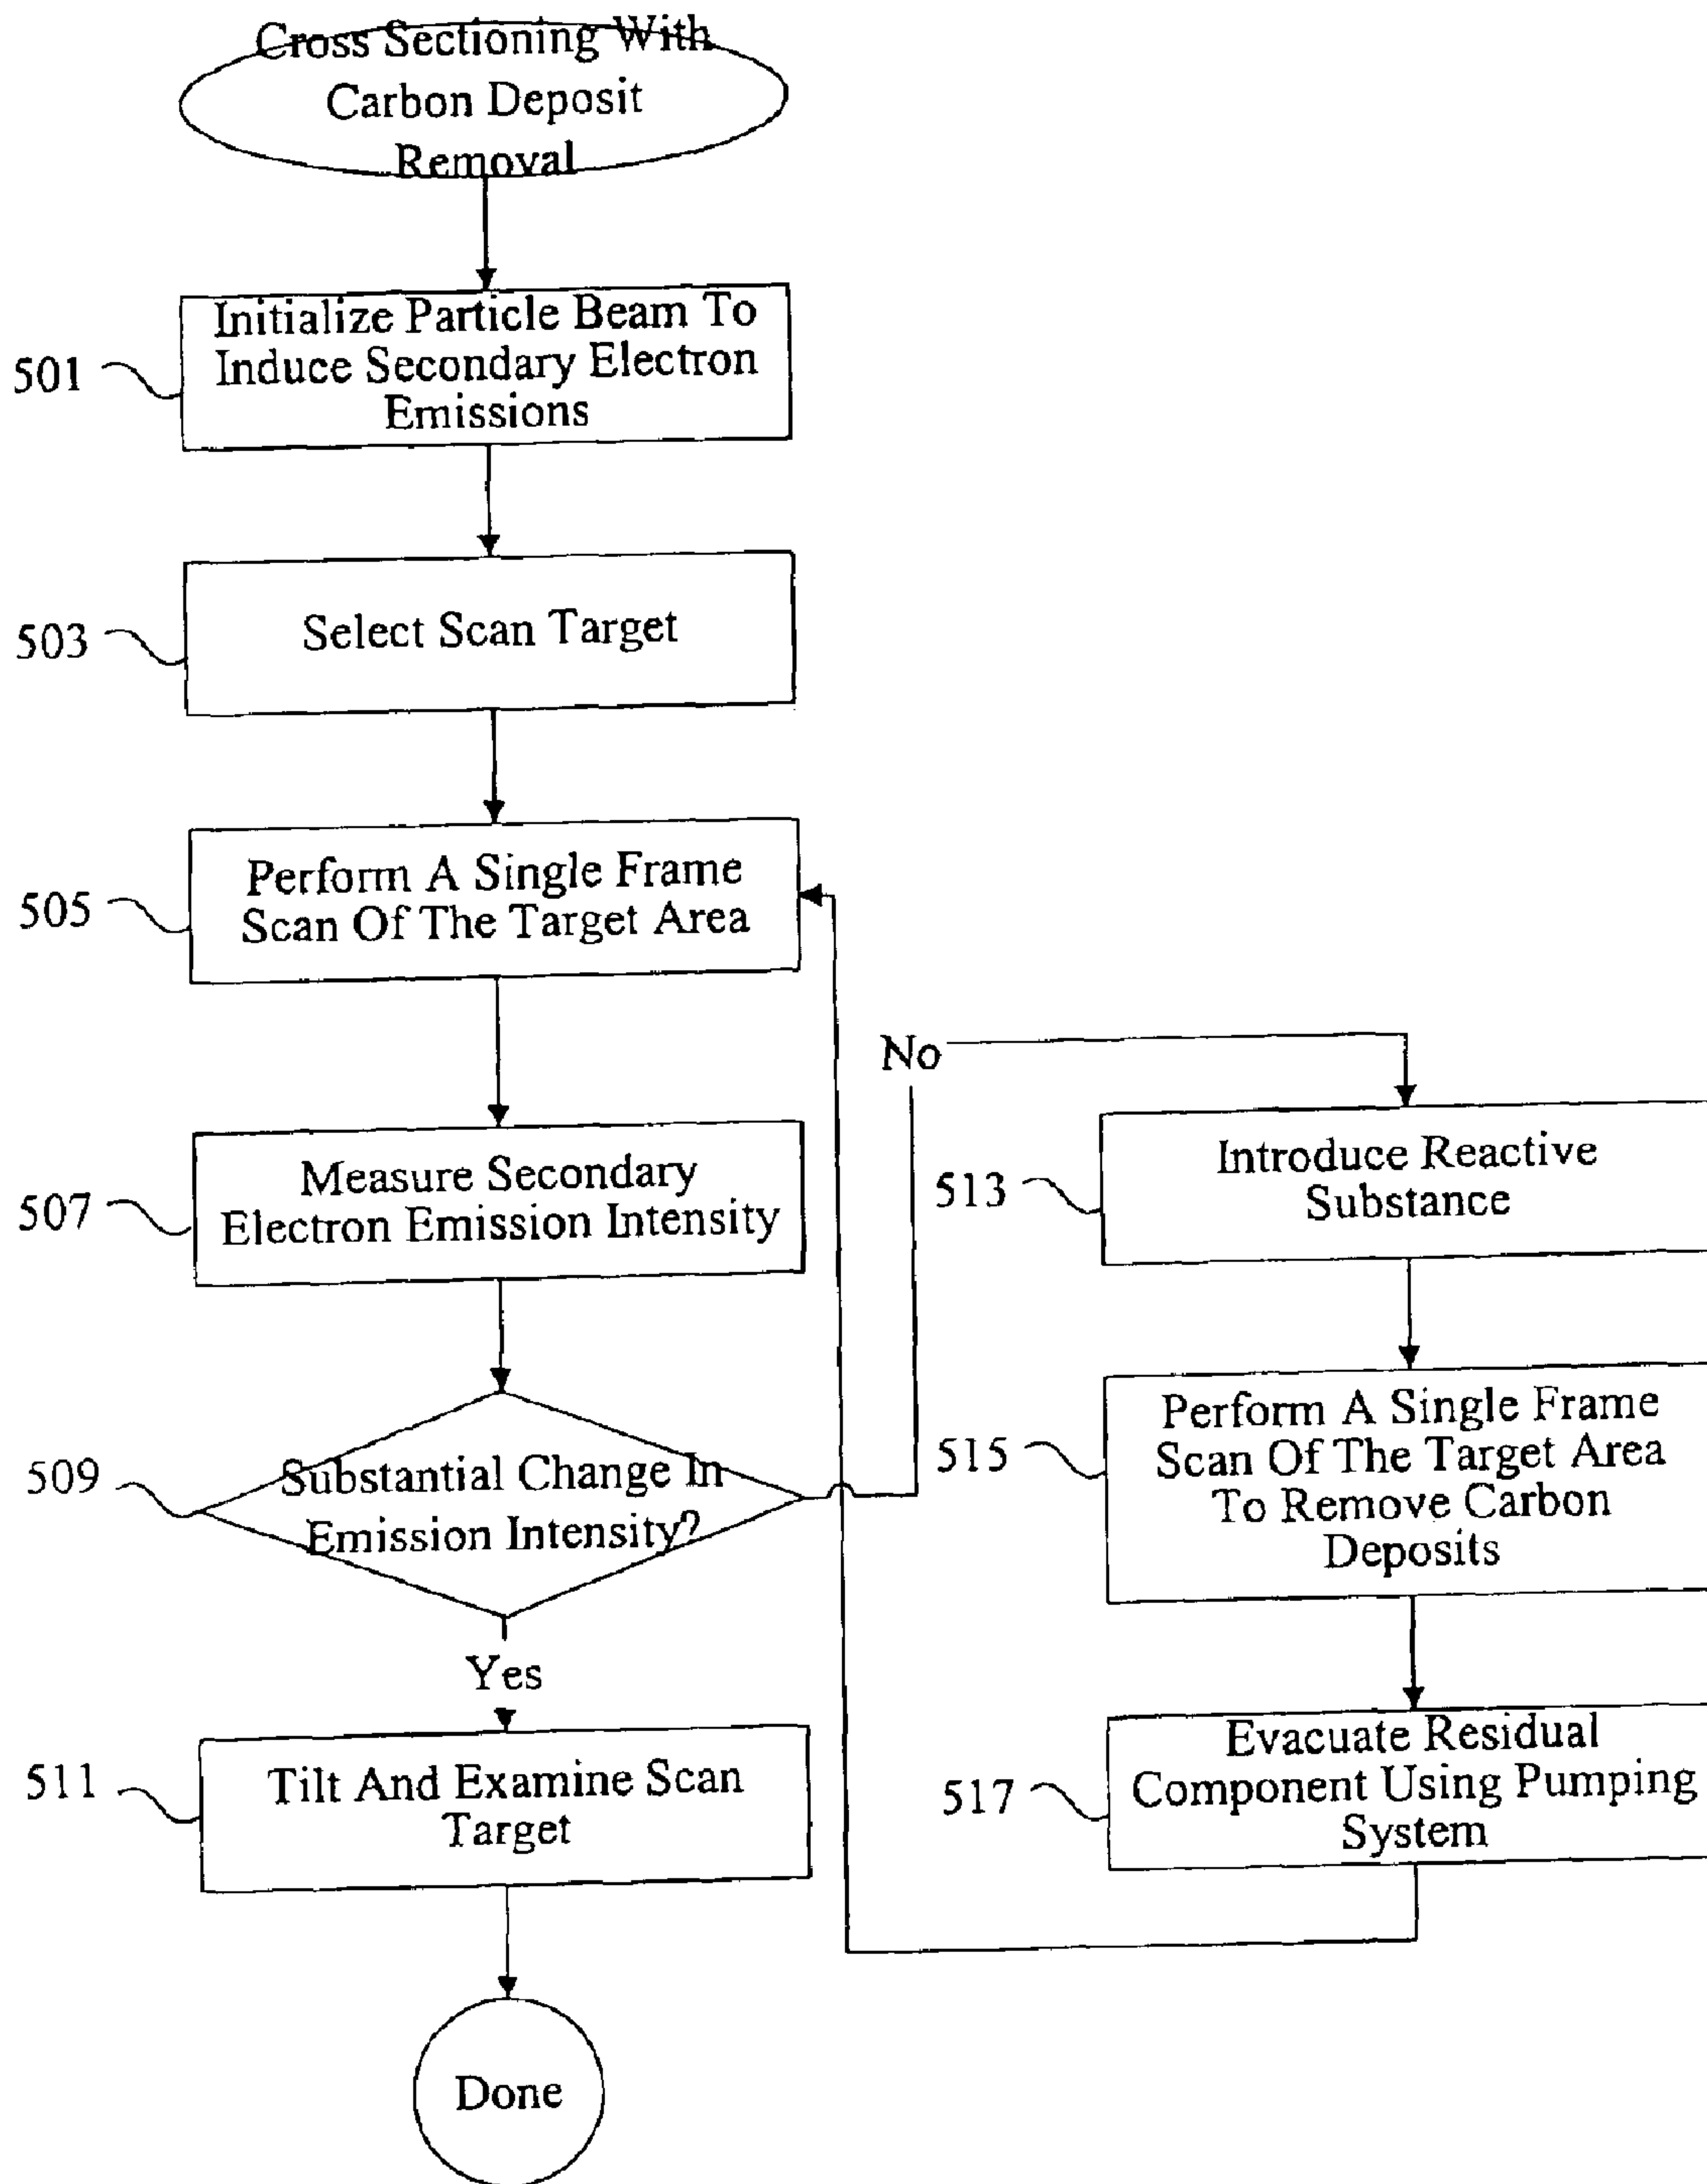 Cross Sectioning With
Carbon Deposit
Removal
501
Initialize Particle Beam To
Induce Secondary Electron
Emissions
503
Select Scan Target
505
Perform A Single Frame
Scan Of The Target Area
507
Measure Secondary
Electron Emission Intensity
509
Substantial Change In
Emission Intensity?
No
Yes
511
Tilt And Examine Scan
Target
Done
513
Introduce Reactive
Substance
515
Perform A Single Frame
Scan Of The Target Area
To Remove Carbon
Deposits
517
Evacuate Residual
Component Using Pumping
System